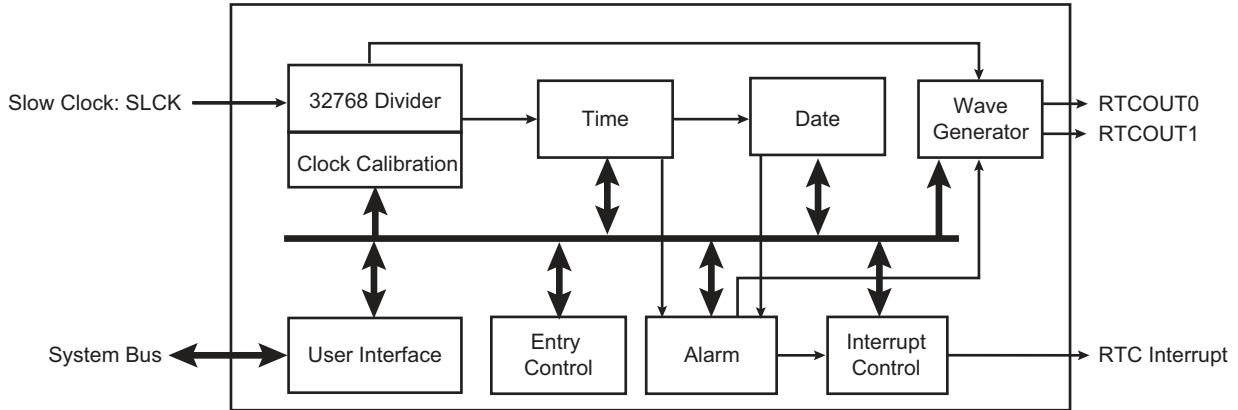 Slow Clock: SLCK
32768 Divider
Clock Calibration
Time
Date
Wave
Generator
RTCOUT0
RTCOUT1
System Bus
User Interface
Entry
Control
Alarm
Interrupt
Control
RTC Interrupt